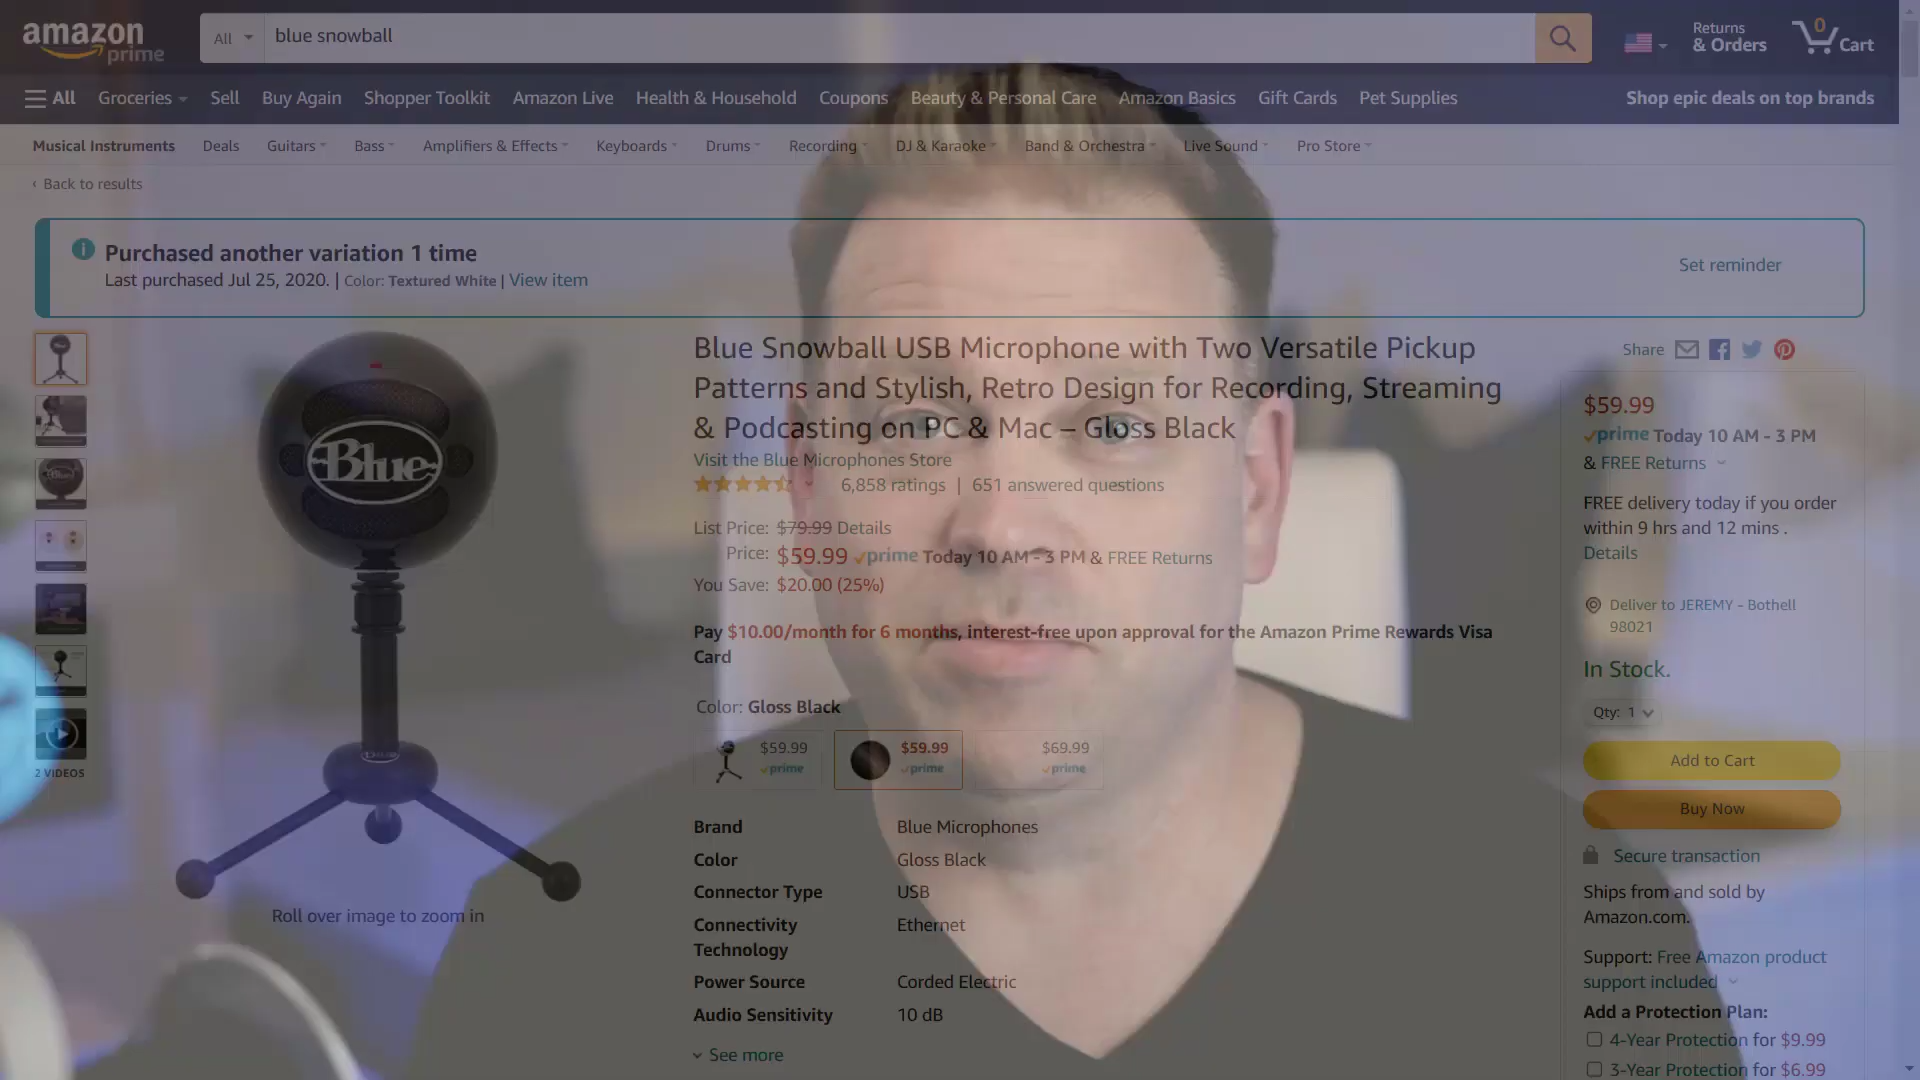 amazon
prime
All
blue snowball
Returns
& Orders
0
Cart
All
Groceries
Sell
Buy Again
Shopper Toolkit
Amazon Live
Health & Household
Coupons
Beauty & Personal Care
Amazon Basics
Gift Cards
Pet Supplies
Shop epic deals on top brands
Musical Instruments
Deals
Guitars
Bass
Amplifiers & Effects
Keyboards
Drums
Recording
DJ & Karaoke
Band & Orchestra
Live Sound
Pro Store
‹ Back to results
Purchased another variation 1 time
Last purchased Jul 25, 2020. | Color: Textured White | View item
Set reminder
Blue
2 VIDEOS
Roll over image to zoom in
Blue Snowball USB Microphone with Two Versatile Pickup
Patterns and Stylish, Retro Design for Recording, Streaming
& Podcasting on PC & Mac – Gloss Black
Visit the Blue Microphones Store
6,858 ratings | 651 answered questions
List Price: $79.99 Details
Price: $59.99 prime Today 10 AM - 3 PM & FREE Returns
You Save: $20.00 (25%)
Pay $10.00/month for 6 months, interest-free upon approval for the Amazon Prime Rewards Visa
Card
Color: Gloss Black
$59.99
prime
$59.99
prime
$69.99
prime
Brand Blue Microphones
Color Gloss Black
Connector Type USB
Connectivity Ethernet
Technology
Power Source Corded Electric
Audio Sensitivity 10 dB
See more
Share
$59.99
prime Today 10 AM - 3 PM
& FREE Returns
FREE delivery today if you order
within 9 hrs and 12 mins .
Details
Deliver to JEREMY - Bothell
98021
In Stock.
Qty: 1
Add to Cart
Buy Now
Secure transaction
Ships from and sold by
Amazon.com.
Support: Free Amazon product
support included
Add a Protection Plan:
4-Year Protection for $9.99
3-Year Protection for $6.99